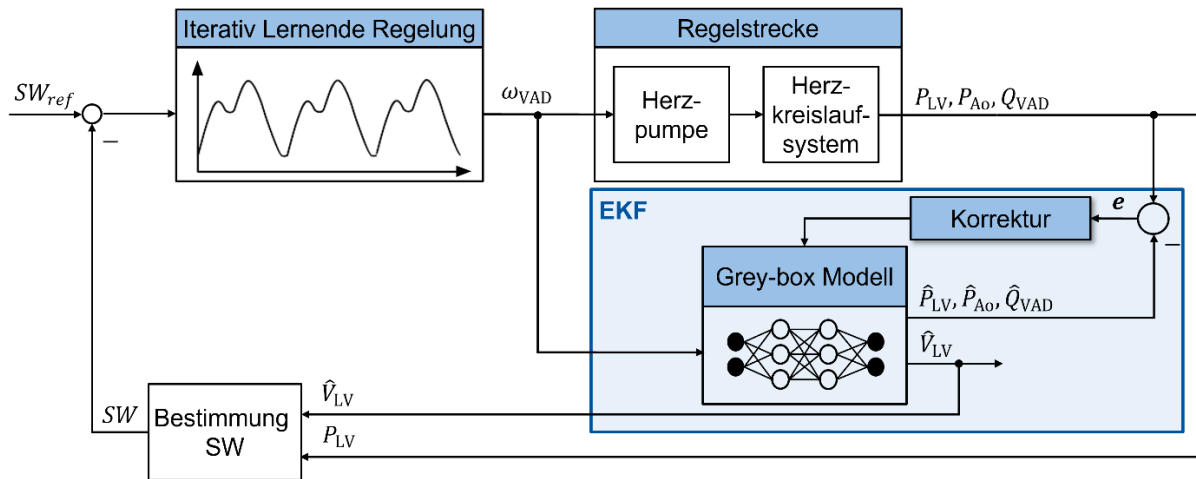 Iterativ Lernende Regelung
Regelstrecke
SW_ref
−
ω_VAD
Herz-
pumpe
Herz-
kreislauf-
system
P_LV, P_Ao, Q_VAD
EKF
Korrektur
e
−
Grey-box Modell
P̂_LV, P̂_Ao, Q̂_VAD
V̂_LV
SW
Bestimmung
SW
V̂_LV
P_LV